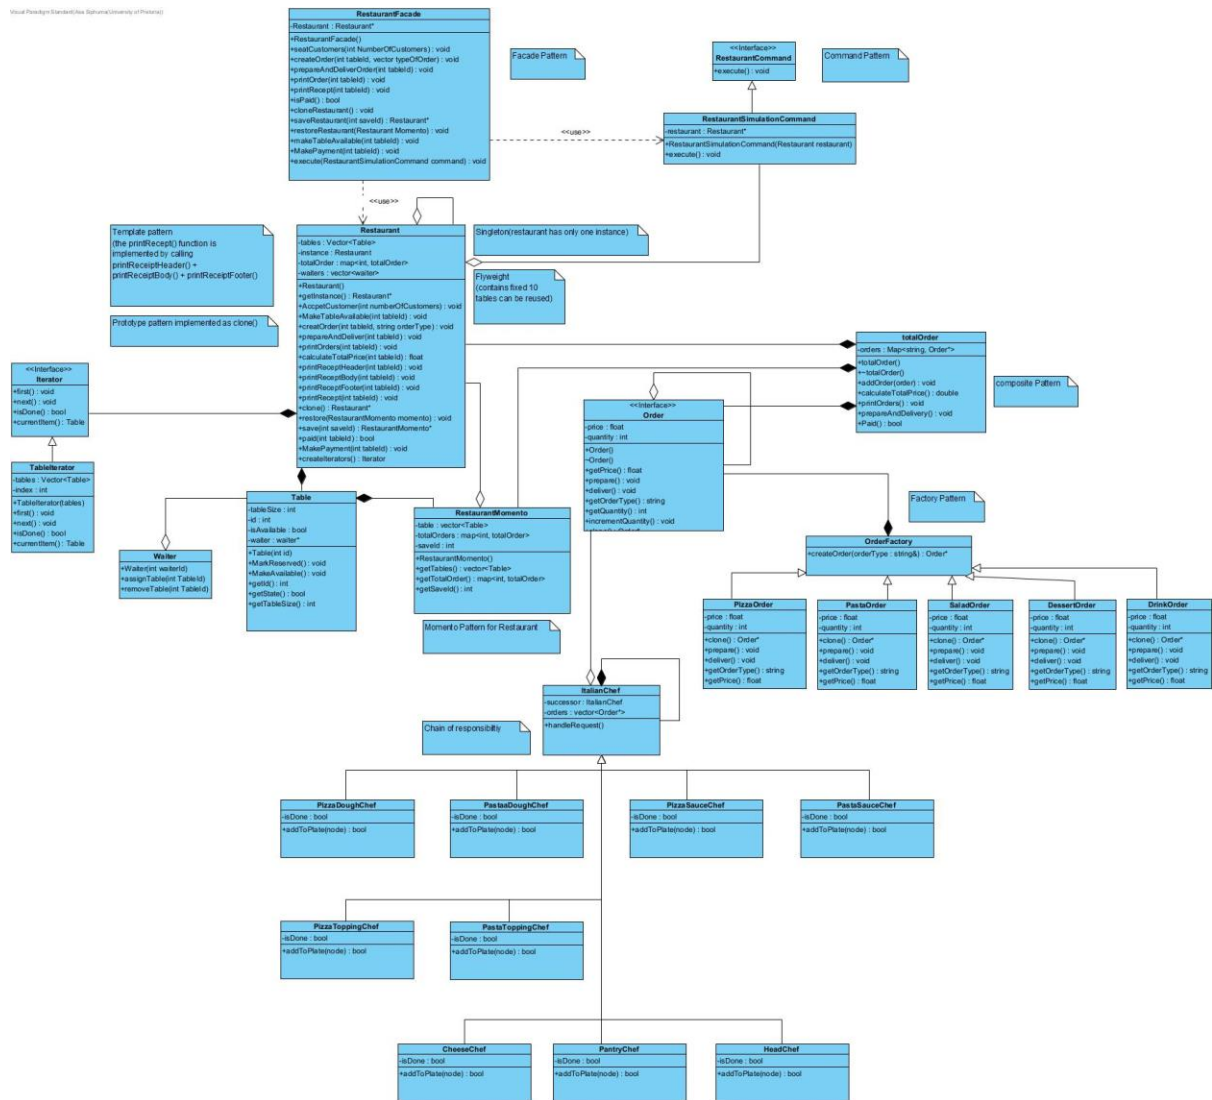 Visual Paradigm Standard(Alex Sipiruma(University of Pretoria))
RestaurantFacade
-Restaurant : Restaurant*
+RestaurantFacade()
+seatCustomers(int NumberOfCustomers) : void
+createOrder(int tableId, vector typeOfOrder) : void
+prepareAndDeliverOrder(int tableId) : void
+printOrder(int tableId) : void
+printRecept(int tableId) : void
+isPaid() : bool
+cloneRestaurant() : void
+saveRestaurant(int saveId) : Restaurant*
+restoreRestaurant(Restaurant Momento) : void
+makeTableAvailable(int tableId) : void
+MakePayment(int tableId) : void
+execute(RestaurantSimulationCommand command) : void
Facade Pattern
<<Interface>>
RestaurantCommand
+execute() : void
Command Pattern
<<use>>
RestaurantSimulationCommand
-restaurant : Restaurant*
+RestaurantSimulationCommand(Restaurant restaurant)
+execute() : void
<<use>>
Template pattern
(the printRecept() function is
implemented by calling
printReceiptHeader() +
printReceiptBody() + printReceiptFooter()
Prototype pattern implemented as clone()
Restaurant
-tables : Vector<Table>
-instance : Restaurant
-totalOrder : map<int, totalOrder>
-waiters : vector<waiter>
+Restaurant()
+getInstance() : Restaurant*
+AccpetCustomer(int numberOfCustomers) : void
+MakeTableAvailable(int tableId) : void
+creatOrder(int tableId, string orderType) : void
+prepareAndDeliver(int tableId) : void
+printOrders(int tableId) : void
+calculateTotalPrice(int tableId) : float
+printReceptHeader(int tableId) : void
+printReceptBody(int tableId) : void
+printReceptFooter(int tableId) : void
+printRecept(int tableId) : void
+clone() : Restaurant*
+restore(RestaurantMomento momento) : void
+save(int saveId) : RestaurantMomento*
+paid(int tableId) : bool
+MakePayment(int tableId) : void
+createIterators() : Iterator
Singleton(restaurant has only one instance)
Flyweight
(contains fixed 10
tables can be reused)
totalOrder
-orders : Map<string, Order*>
+totalOrder()
+~totalOrder()
+addOrder(order) : void
+calculateTotalPrice() : double
+printOrders() : void
+prepareAndDelivery() : void
+Paid() : bool
composite Pattern
<<Interface>>
Iterator
+first() : void
+next() : void
+isDone() : bool
+currentItem() : Table
TableIterator
-tables : Vector<Table>
-index : int
+TableIterator(tables)
+first() : void
+next() : void
+isDone() : bool
+currentItem() : Table
<<Interface>>
Order
-price : float
-quantity : int
+Order()
~Order()
+getPrice() : float
+prepare() : void
+deliver() : void
+getOrderType() : string
+getQuantity() : int
+incrementQuantity() : void
Factory Pattern
OrderFactory
+createOrder(orderType : string&) : Order*
Waiter
+Waiter(int waiterId)
+assignTable(int TableId)
+removeTable(int TableId)
Table
-tableSize : int
-id : int
-isAvailable : bool
-waiter : waiter*
+Table(int id)
+MarkReserved() : void
+MakeAvailable() : void
+getId() : int
+getState() : bool
+getTableSize() : int
RestaurantMomento
-table : vector<Table>
-totalOrders : map<int, totalOrder>
-saveId : int
+RestaurantMomento()
+getTables() : vector<Table>
+getTotalOrder() : map<int, totalOrder>
+getSaveId() : int
Momento Pattern for Restaurant
PizzaOrder
-price : float
-quantity : int
+clone() : Order*
+prepare() : void
+deliver() : void
+getOrderType() : string
+getPrice() : float
PastaOrder
-price : float
-quantity : int
+clone() : Order*
+prepare() : void
+deliver() : void
+getOrderType() : string
+getPrice() : float
SaladOrder
-price : float
-quantity : int
+clone() : Order*
+prepare() : void
+deliver() : void
+getOrderType() : string
+getPrice() : float
DessertOrder
-price : float
-quantity : int
+clone() : Order*
+prepare() : void
+deliver() : void
+getOrderType() : string
+getPrice() : float
DrinkOrder
-price : float
-quantity : int
+clone() : Order*
+prepare() : void
+deliver() : void
+getOrderType() : string
+getPrice() : float
Chain of responsibiltiy
ItalianChef
-successor : ItalianChef
-orders : vector<Order*>
+handleRequest()
PizzaDoughChef
-isDone : bool
+addToPlate(node) : bool
PastaaDoughChef
-isDone : bool
+addToPlate(node) : bool
PizzaSauceChef
-isDone : bool
+addToPlate(node) : bool
PastaSauceChef
-isDone : bool
+addToPlate(node) : bool
PizzaToppingChef
-isDone : bool
+addToPlate(node) : bool
PastaToppingChef
-isDone : bool
+addToPlate(node) : bool
CheeseChef
-isDone : bool
+addToPlate(node) : bool
PantryChef
-isDone : bool
+addToPlate(node) : bool
HeadChef
-isDone : bool
+addToPlate(node) : bool